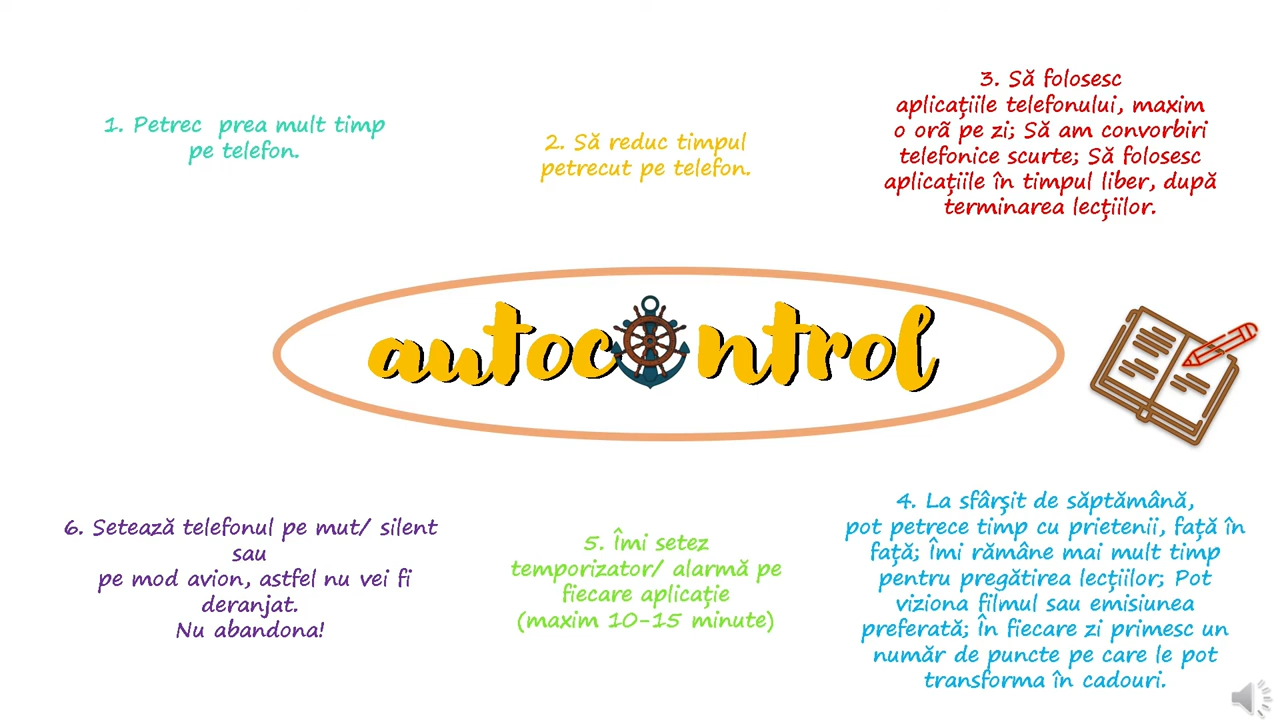 1. Petrec prea mult timp
pe telefon.
2. Să reduc timpul
petrecut pe telefon.
3. Să folosesc
aplicațiile telefonului, maxim
o orã pe zi; Să am convorbiri
telefonice scurte; Să folosesc
aplicațiile în timpul liber, după
terminarea lecțiilor.
autocontrol
4. La sfârșit de săptămână,
pot petrece timp cu prietenii, față în
față; Îmi rămâne mai mult timp
pentru pregătirea lecțiilor; Pot
viziona filmul sau emisiunea
preferată; În fiecare zi primesc un
număr de puncte pe care le pot
transforma în cadouri.
5. Îmi setez
temporizator/ alarmă pe
fiecare aplicație
(maxim 10-15 minute)
6. Setează telefonul pe mut/ silent
sau
pe mod avion, astfel nu vei fi
deranjat.
Nu abandona!